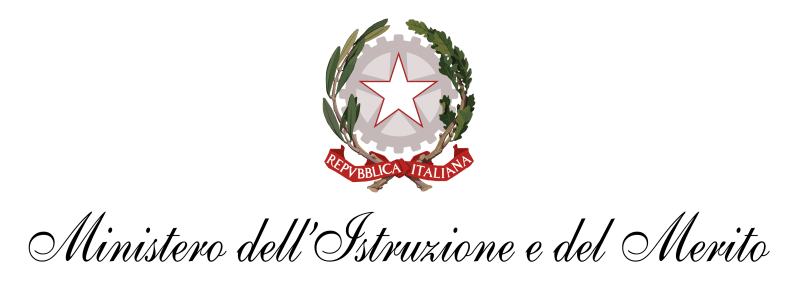 REPVBBLICA ITALIANA
Ministero dell'Istruzione e del Merito